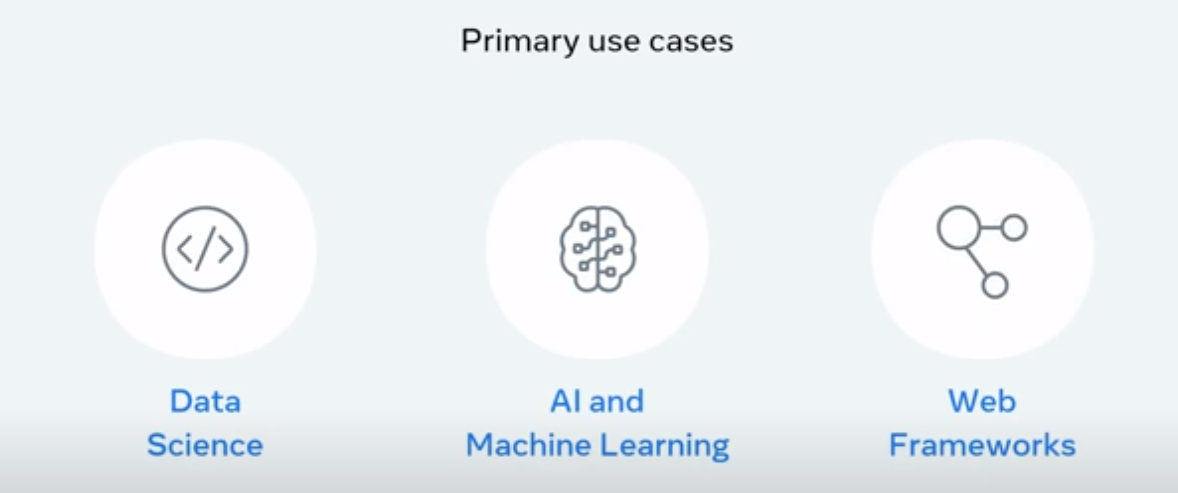 Primary use cases
Data
Science
AI and
Machine Learning
Web
Frameworks